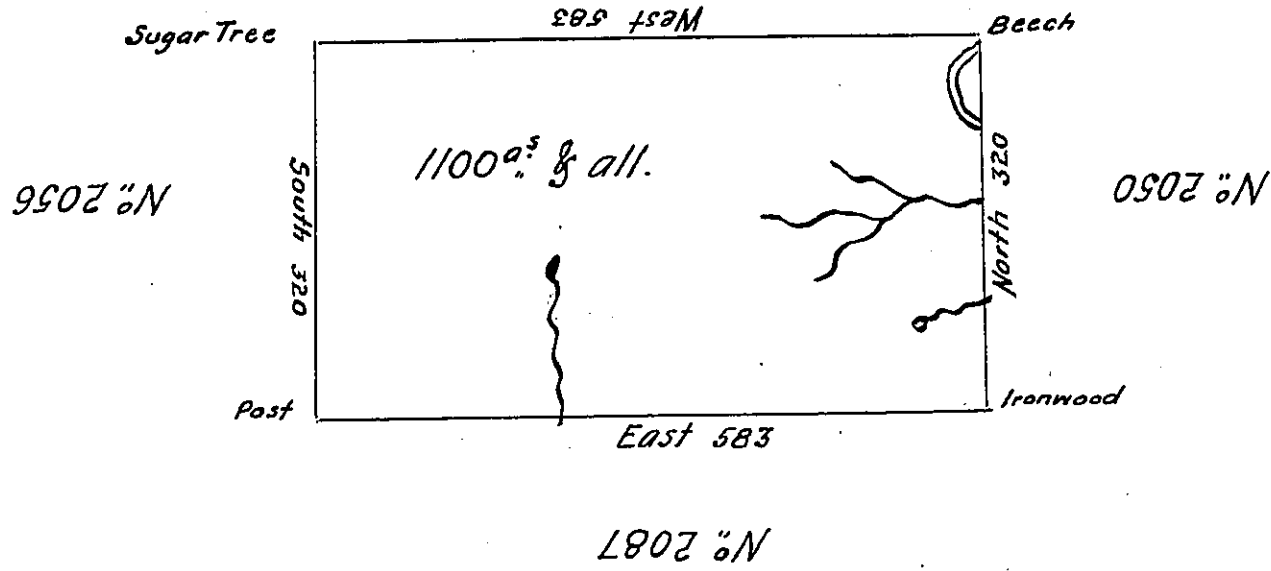 West 583
Sugar Tree
Beech
1100 a.s & all.
South 320
North 320
No. 2056
No. 2050
Post
Ironwood
East 583
No. 2087